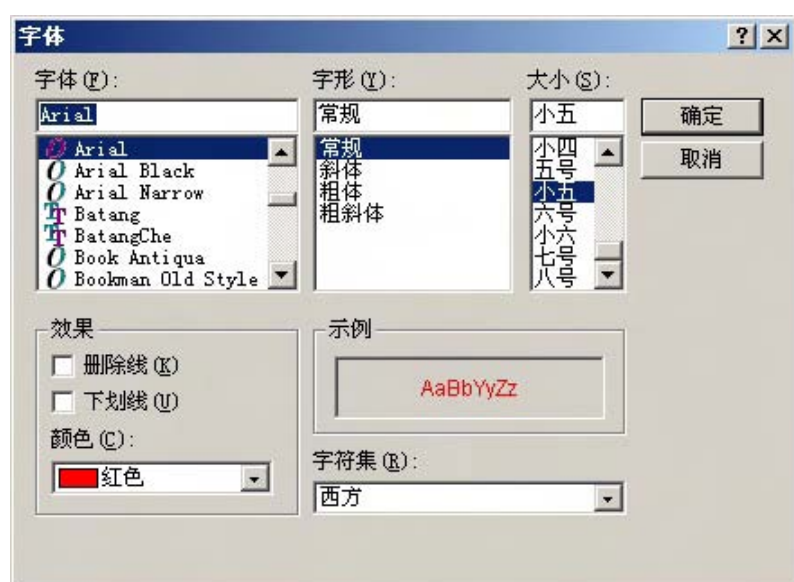 字体
字体(F):
Arial
Arial
Arial Black
Arial Narrow
Batang
BatangChe
Book Antiqua
Bookman Old Style
字形(Y):
常规
常规
斜体
粗体
粗斜体
大小(S):
小五
小四
五号
小五
六号
小六
七号
八号
确定
取消
效果
删除线(K)
下划线(U)
颜色(C):
红色
示例
AaBbYyZz
字符集(R):
西方